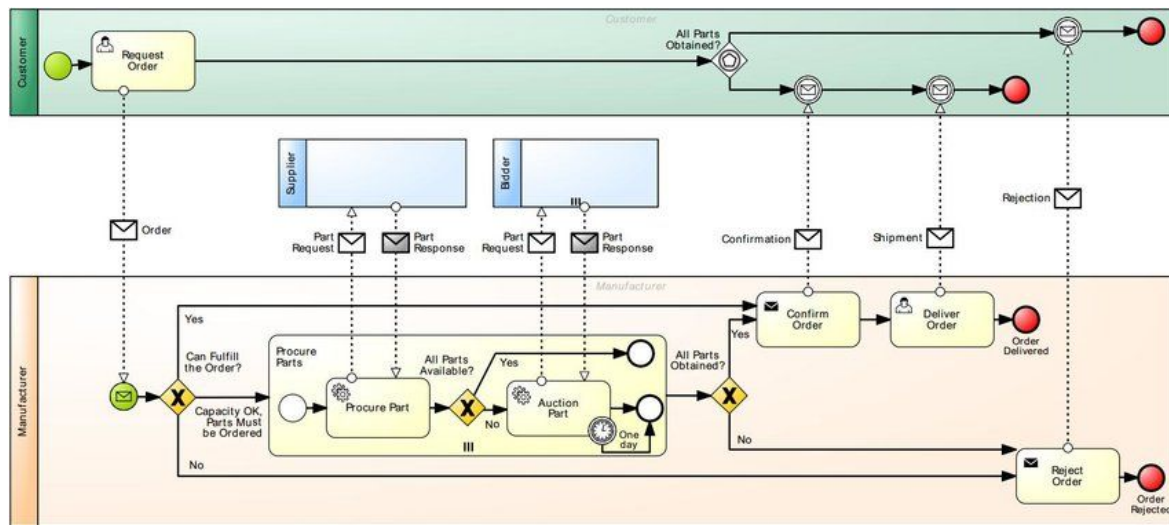 Customer
Customer
Request
Order
All Parts
Obtained?
Supplier
Bidder
Order
Part
Request
Part
Response
Part
Request
Part
Response
Confirmation
Shipment
Rejection
Manufacturer
Manufacturer
Yes
Can Fulfill
the Order?
Capacity OK,
Parts Must
be Ordered
No
Procure
Parts
Procure Part
All Parts
Available?
Yes
No
Auction
Part
One
day
All Parts
Obtained?
Yes
No
Confirm
Order
Deliver
Order
Order
Delivered
Reject
Order
Order
Rejected